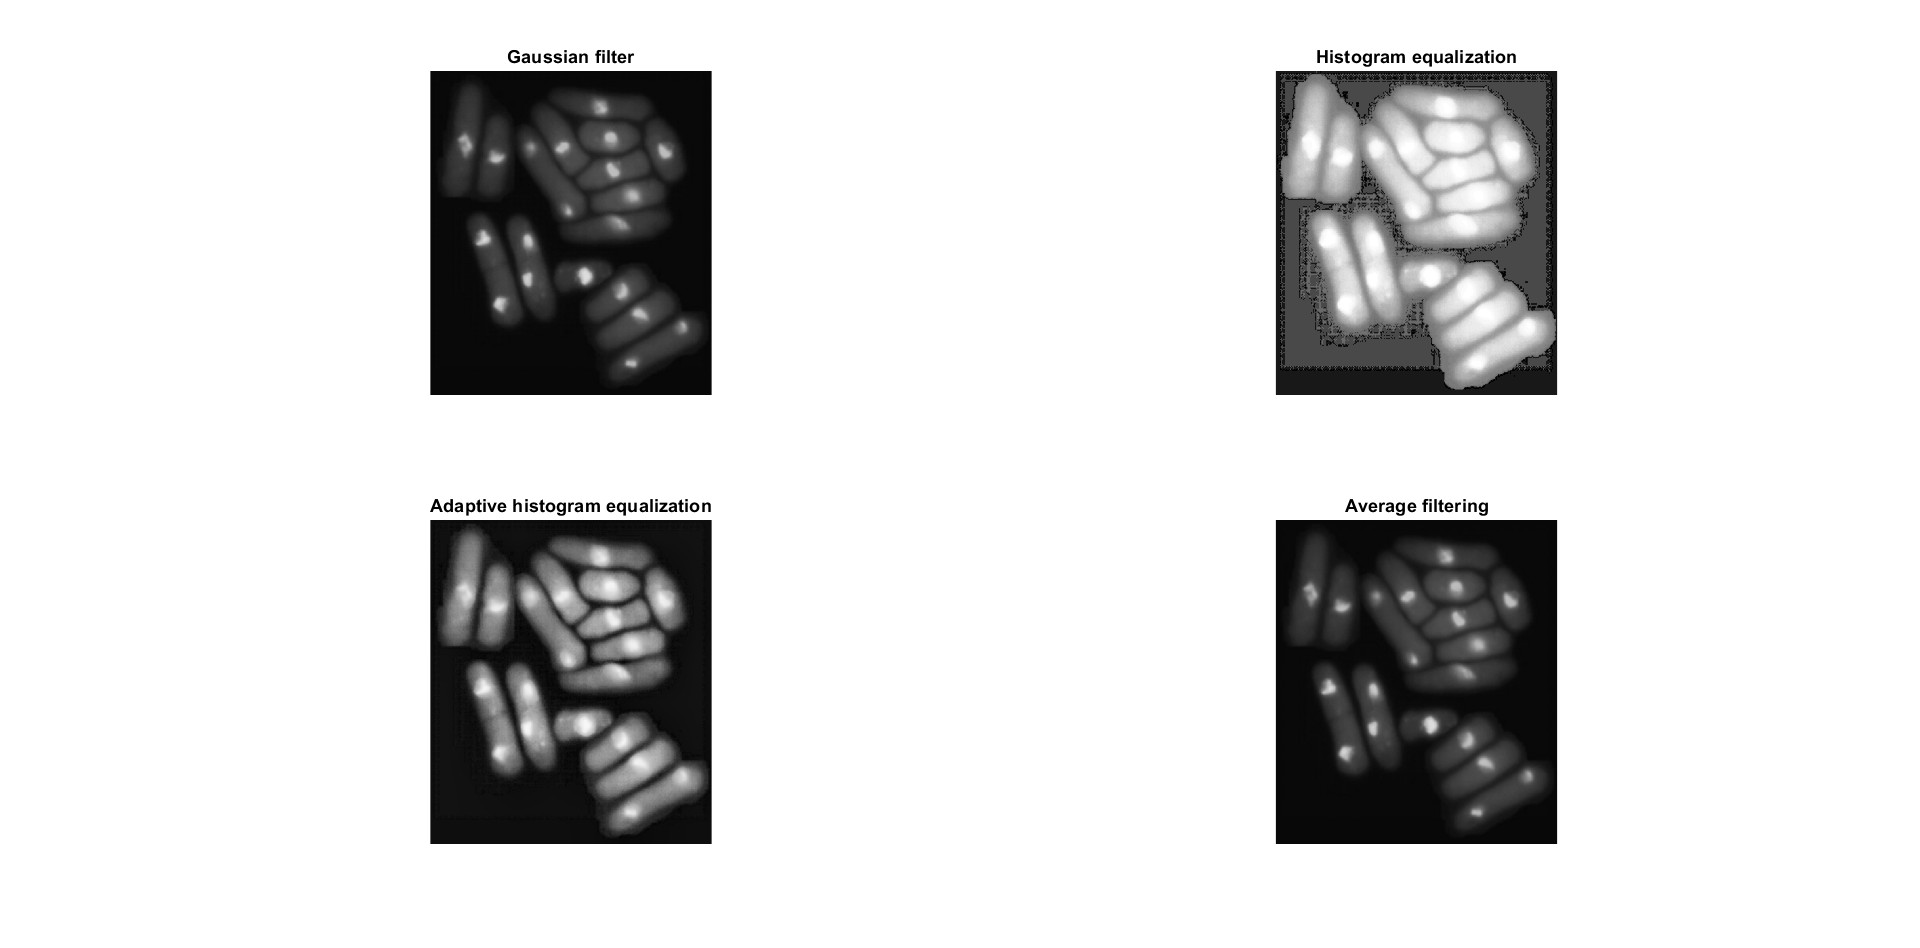 Gaussian filter
Histogram equalization
Adaptive histogram equalization
Average filtering